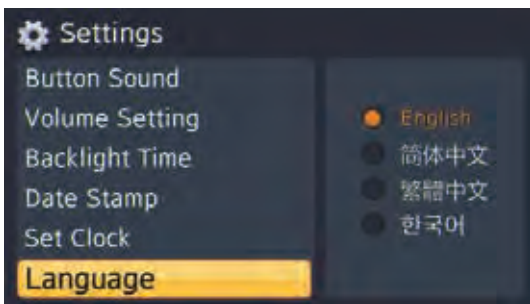 Settings
Button Sound
Volume Setting
Backlight Time
Date Stamp
Set Clock
Language
English
简体中文
繁體中文
한국어